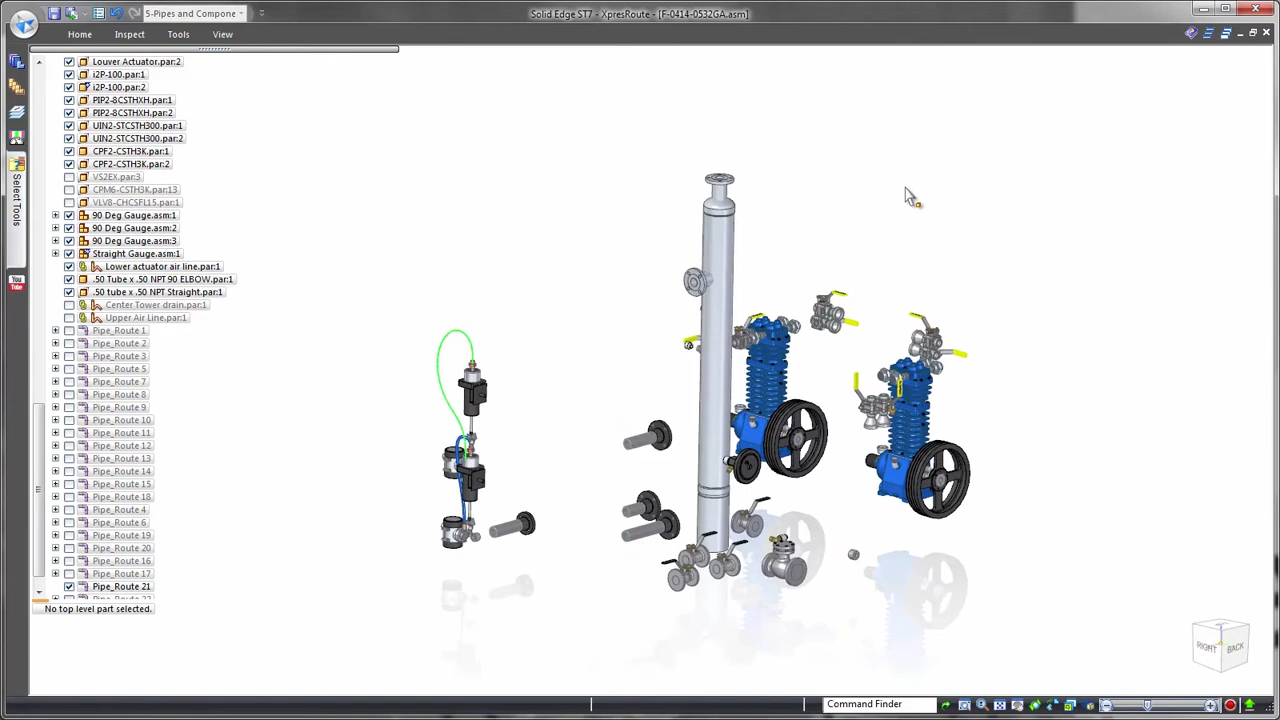 5-Pipes and Compone
Solid Edge ST7 - XpresRoute - [F-0414-0532GA.asm]
Home Inspect Tools View
Louver Actuator.par:2
i2P-100.par:1
i2P-100.par:2
PIP2-8CSTHXH.par:1
PIP2-8CSTHXH.par:2
UIN2-STCSTH300.par:1
UIN2-STCSTH300.par:2
CPF2-CSTH3K.par:1
CPF2-CSTH3K.par:2
VS2EX.par:3
CPM6-CSTH3K.par:13
VLV8-CHCSFL15.par:1
90 Deg Gauge.asm:1
90 Deg Gauge.asm:2
90 Deg Gauge.asm:3
Straight Gauge.asm:1
Lower actuator air line.par:1
.50 Tube x .50 NPT 90 ELBOW.par:1
.50 tube x .50 NPT Straight.par:1
Center Tower drain.par:1
Upper Air Line.par:1
Pipe_Route 1
Pipe_Route 2
Pipe_Route 3
Pipe_Route 5
Pipe_Route 7
Pipe_Route 8
Pipe_Route 9
Pipe_Route 10
Pipe_Route 11
Pipe_Route 12
Pipe_Route 13
Pipe_Route 14
Pipe_Route 15
Pipe_Route 18
Pipe_Route 4
Pipe_Route 6
Pipe_Route 19
Pipe_Route 20
Pipe_Route 16
Pipe_Route 17
Pipe_Route 21
No top level part selected.
Select Tools
You
Tube
RIGHT
BACK
Command Finder